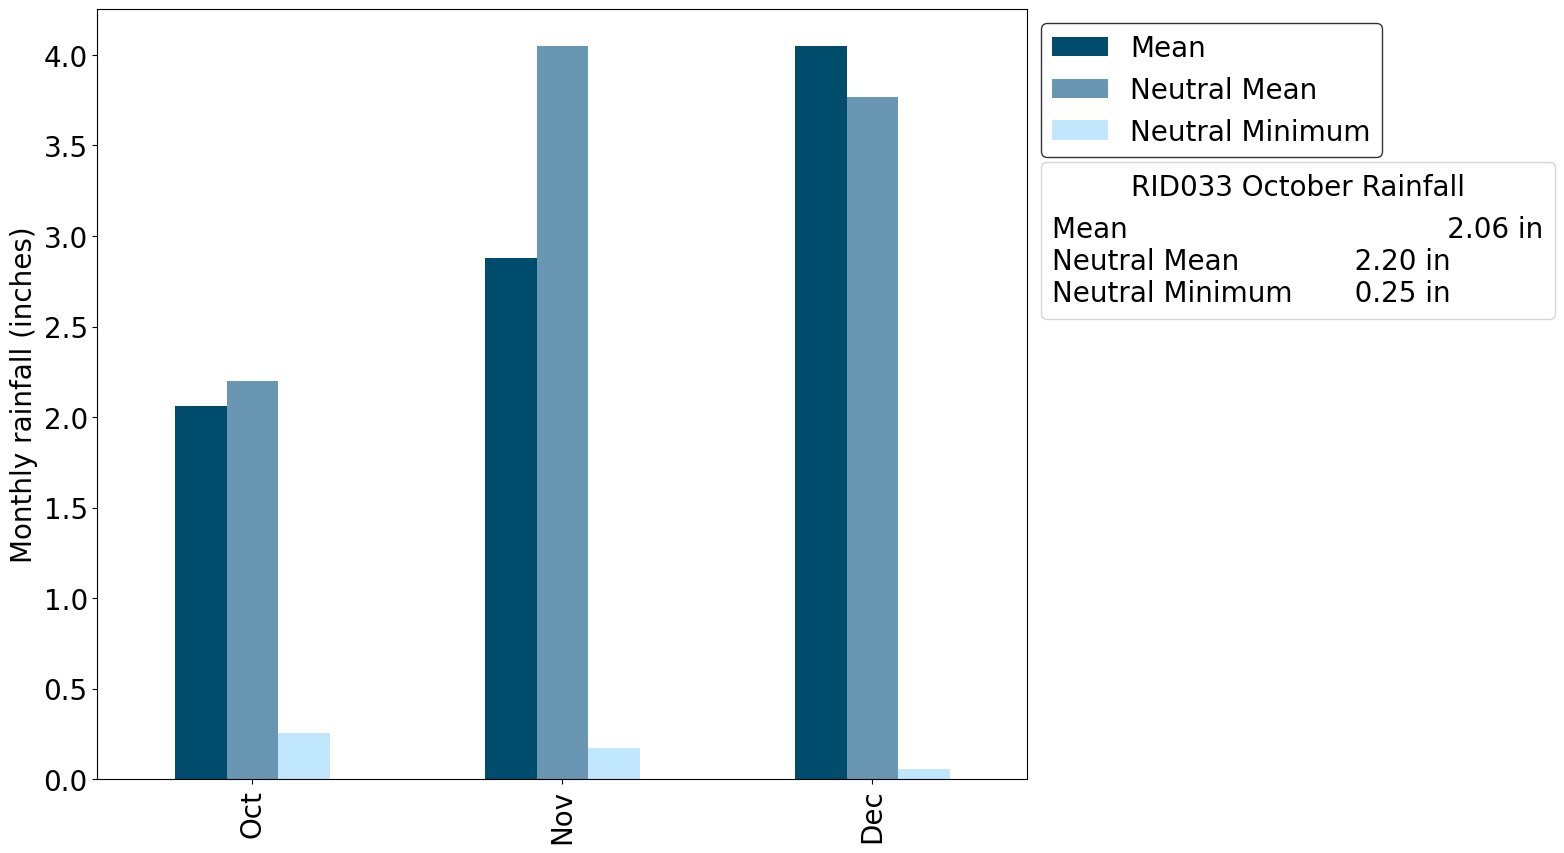 Monthly rainfall (inches)
4.0
3.5
3.0
2.5
2.0
1.5
1.0
0.5
0.0
Oct
Nov
Dec
Mean
Neutral Mean
Neutral Minimum
RID033 October Rainfall
Mean 2.06 in
Neutral Mean 2.20 in
Neutral Minimum 0.25 in